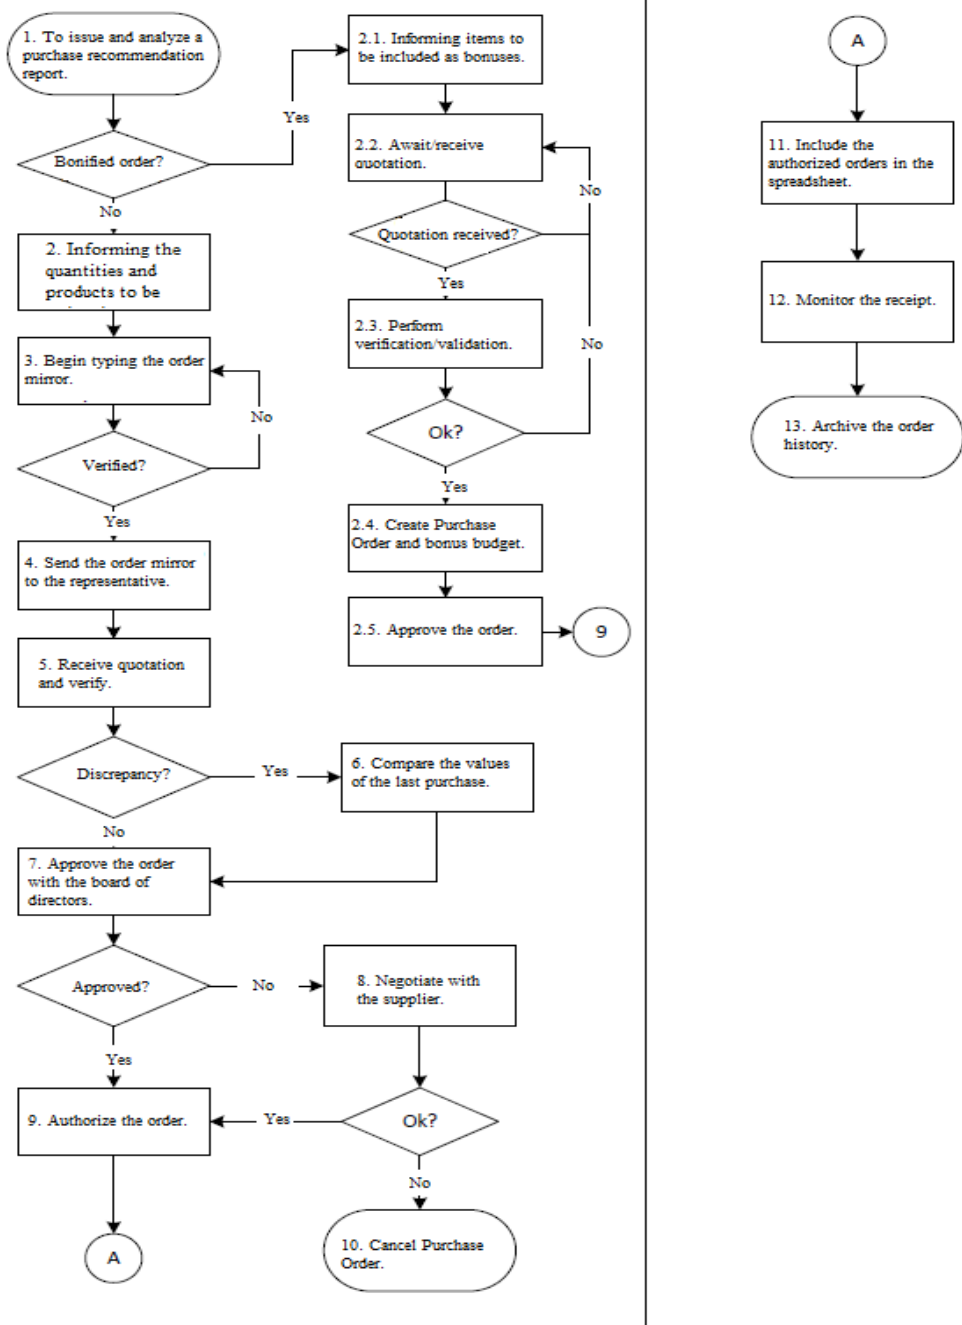 1. To issue and analyze a
purchase recommendation
report.
Bonified order?
Yes
No
2. Informing the
quantities and
products to be
3. Begin typing the order
mirror.
No
Verified?
Yes
4. Send the order mirror
to the representative.
5. Receive quotation
and verify.
Discrepancy?
Yes
6. Compare the values
of the last purchase.
No
7. Approve the order
with the board of
directors.
Approved?
No
8. Negotiate with
the supplier.
Yes
9. Authorize the order.
Yes
Ok?
No
10. Cancel Purchase
Order.
A
2.1. Informing items to
be included as bonuses.
2.2. Await/receive
quotation.
No
Quotation received?
Yes
2.3. Perform
verification/validation.
No
Ok?
Yes
2.4. Create Purchase
Order and bonus budget.
2.5. Approve the order.
9
A
11. Include the
authorized orders in the
spreadsheet.
12. Monitor the receipt.
13. Archive the order
history.